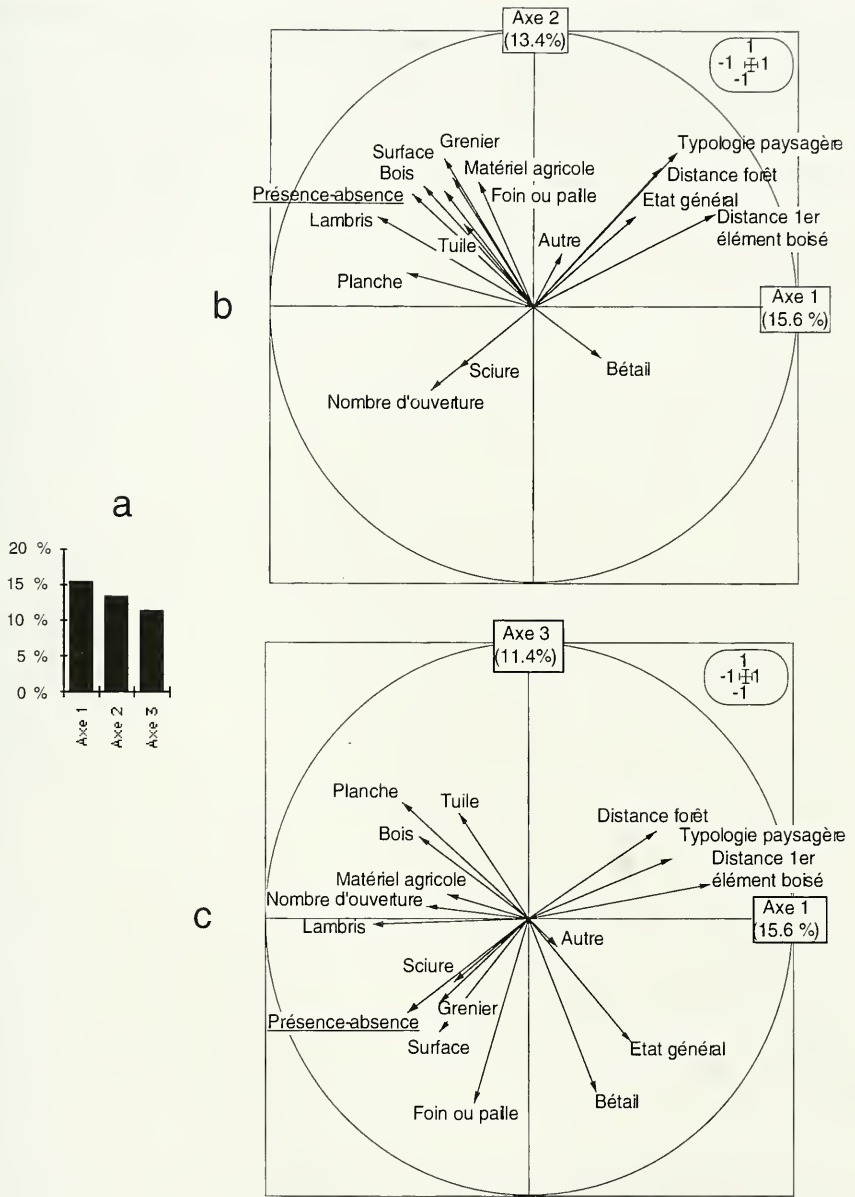 Axe 2
(13.4%)
1
-1 1
-1
Grenier
Typologie paysagère
Surface
Matériel agricole
Bois
Distance forêt
Présence-absence
Foin ou paille
Etat général
Lambris
Distance 1er
élément boisé
Tuile
Autre
Planche
b
Axe 1
(15.6 %)
Sciure
Bétail
Nombre d'ouverture
a
20 %
15 %
10 %
5 %
0 %
Axe 1
Axe 2
Axe 3
Axe 3
(11.4%)
1
-1 1
-1
Planche
Tuile
Distance forêt
Bois
Typologie paysagère
Distance 1er
élément boisé
Matériel agricole
Nombre d'ouverture
c
Axe 1
(15.6 %)
Lambris
Autre
Sciure
Grenier
Présence-absence
Surface
Etat général
Foin ou paille
Bétail